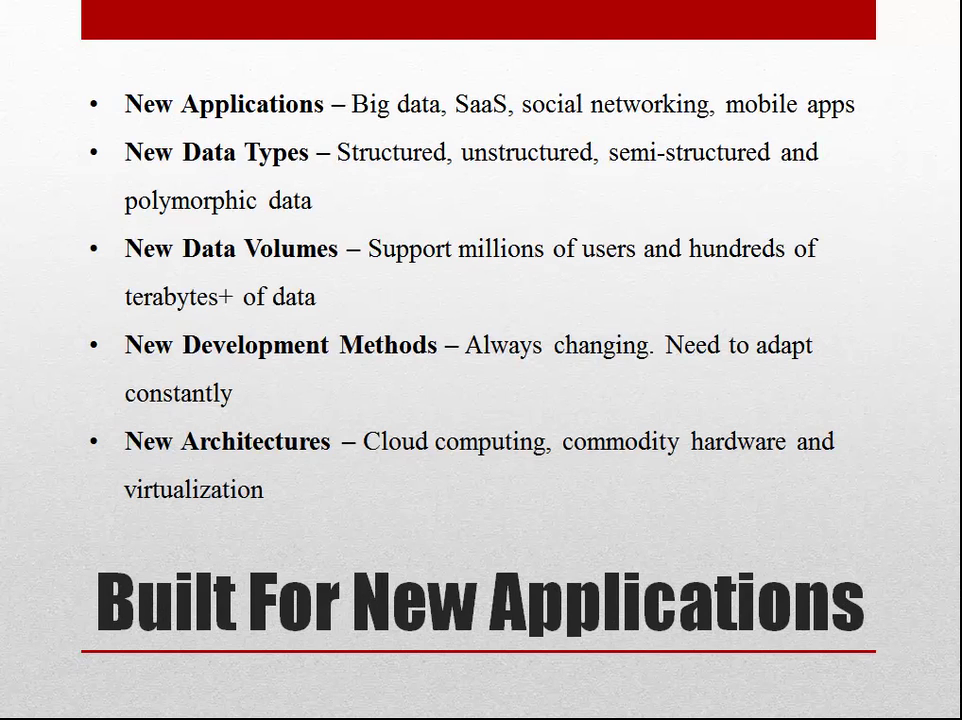 • New Applications – Big data, SaaS, social networking, mobile apps
• New Data Types – Structured, unstructured, semi-structured and
polymorphic data
• New Data Volumes – Support millions of users and hundreds of
terabytes+ of data
• New Development Methods – Always changing. Need to adapt
constantly
• New Architectures – Cloud computing, commodity hardware and
virtualization
Built For New Applications